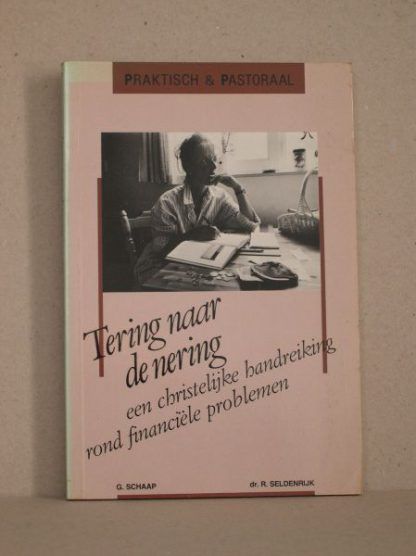 PRAKTISCH & PASTORAAL
Tering naar
de nering
een christelijke handreiking
rond financiële problemen
G. SCHAAP
dr. R. SELDENRIJK